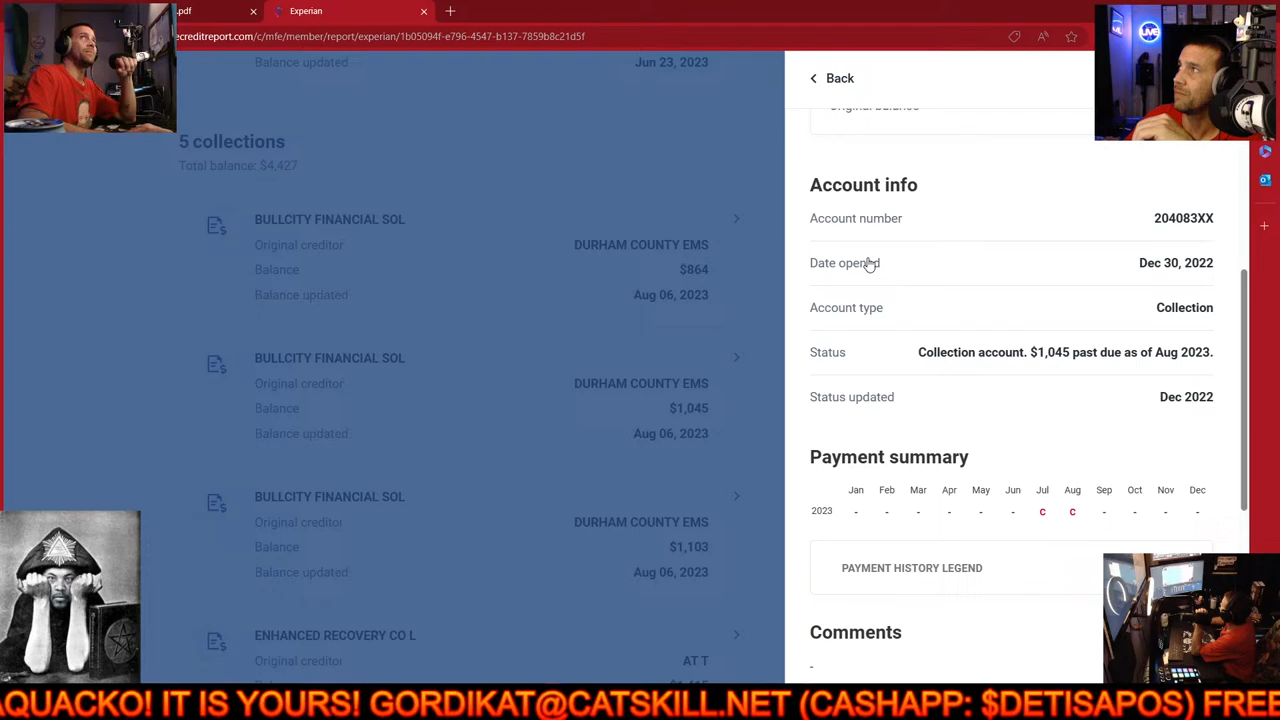 .pdf
Experian
ecreditreport.com/c/mfe/member/report/experian/1b05094f-e796-4547-b137-7859b8c21d5f
Balance updated Jun 23, 2023
5 collections
Total balance: $4,427
BULLCITY FINANCIAL SOL
Original creditor DURHAM COUNTY EMS
Balance $864
Balance updated Aug 06, 2023
BULLCITY FINANCIAL SOL
Original creditor DURHAM COUNTY EMS
Balance $1,045
Balance updated Aug 06, 2023
BULLCITY FINANCIAL SOL
Original creditor DURHAM COUNTY EMS
Balance $1,103
Balance updated Aug 06, 2023
ENHANCED RECOVERY CO L
Original creditor AT T
Back
Original balance
Account info
Account number 204083XX
Date opened Dec 30, 2022
Account type Collection
Status Collection account. $1,045 past due as of Aug 2023.
Status updated Dec 2022
Payment summary
Jan Feb Mar Apr May Jun Jul Aug Sep Oct Nov Dec
2023 - - - - - - C C - - - -
PAYMENT HISTORY LEGEND
Comments
-
LIVE
AQUACKO! IT IS YOURS! GORDIKAT@CATSKILL.NET (CASHAPP: $DETISAPOS) FREE